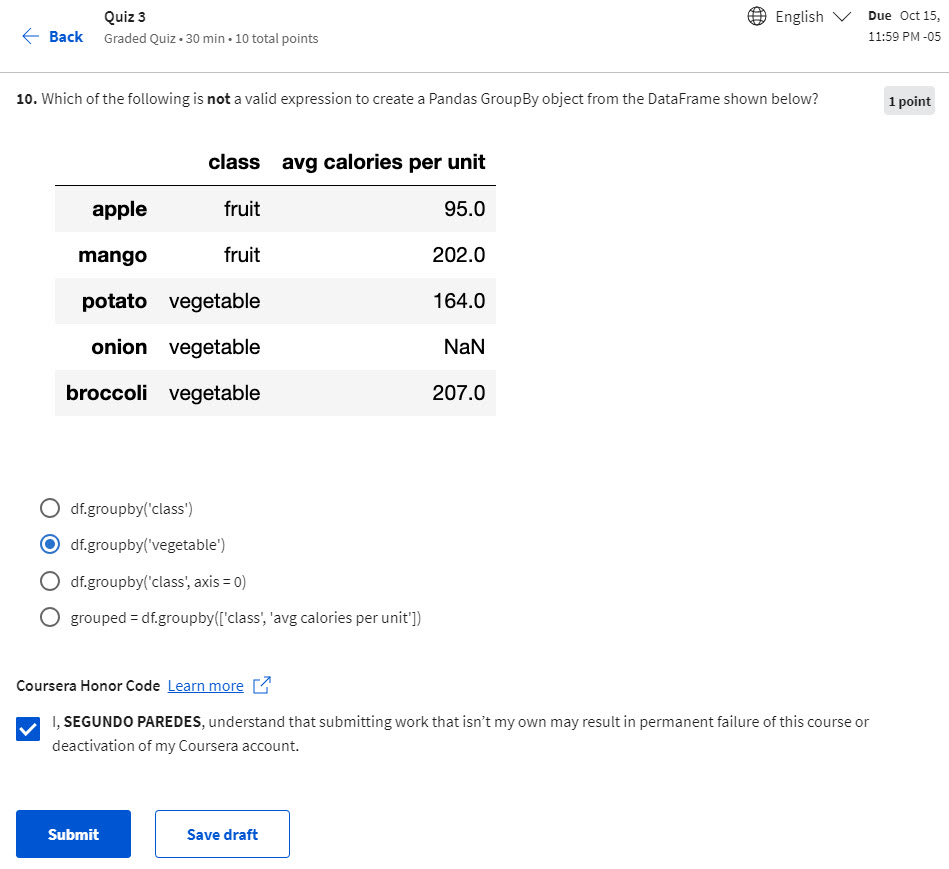 Quiz 3
Back
Graded Quiz • 30 min • 10 total points
English
Due Oct 15,
11:59 PM -05
10. Which of the following is not a valid expression to create a Pandas GroupBy object from the DataFrame shown below?
1 point
class avg calories per unit
apple fruit 95.0
mango fruit 202.0
potato vegetable 164.0
onion vegetable NaN
broccoli vegetable 207.0
df.groupby('class')
df.groupby('vegetable')
df.groupby('class', axis = 0)
grouped = df.groupby(['class', 'avg calories per unit'])
Coursera Honor Code Learn more
I, SEGUNDO PAREDES, understand that submitting work that isn’t my own may result in permanent failure of this course or
deactivation of my Coursera account.
Submit
Save draft